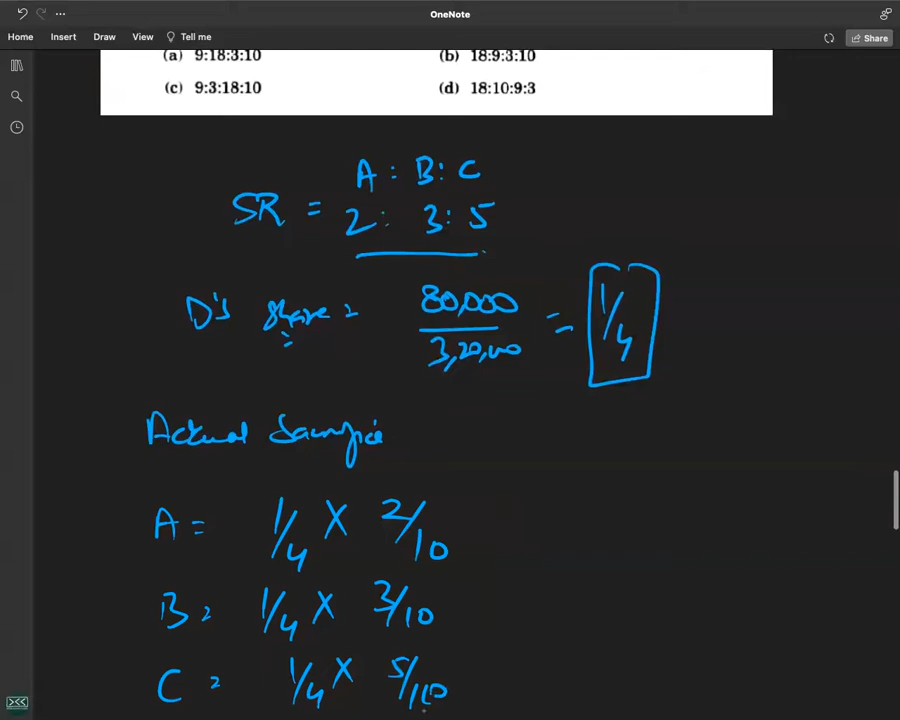 OneNote
Home Insert Draw View Tell me Share
(a) 9:18:3:10 (b) 18:9:3:10
(c) 9:3:18:10 (d) 18:10:9:3
A : B : C
SR = 2 : 3 : 5
D's share = 80,000 / 3,20,000 = 1/4
Actual Sacrifice
A = 1/4 X 2/10
B = 1/4 X 3/10
C = 1/4 X 5/10